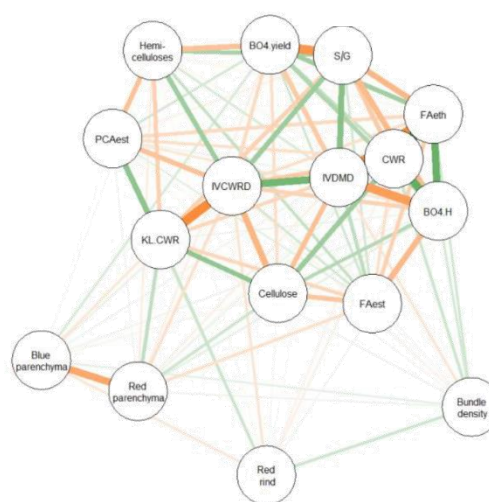 BO4.yield
S/G
Hemi-
celluloses
FAeth
PCAest
CWR
IVCWRD
IVDMD
BO4.H
KL.CWR
Cellulose
FAest
Blue
parenchyma
Red
parenchyma
Bundle
density
Red
rind